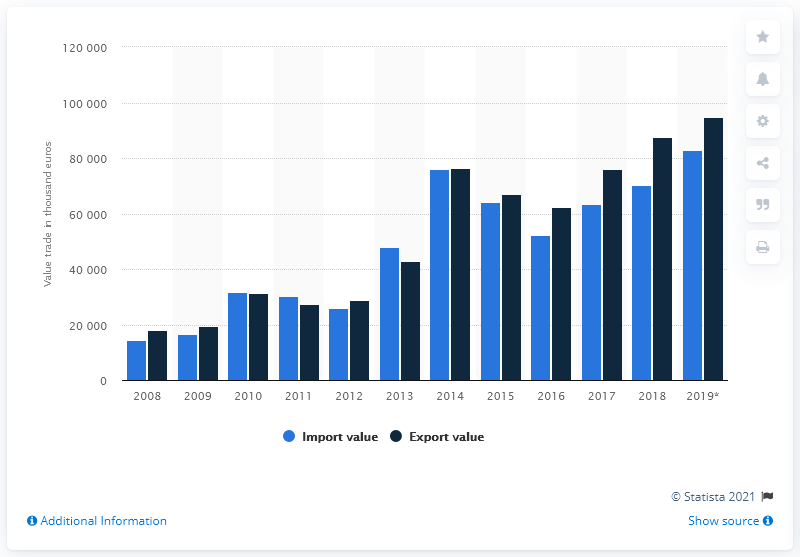 120 000
100 000
80 000
60 000
40 000
20 000
0
Value trade in thousand euros
2008 2009 2010 2011 2012 2013 2014 2015 2016 2017 2018 2019*
Import value Export value
© Statista 2021
Additional Information Show source